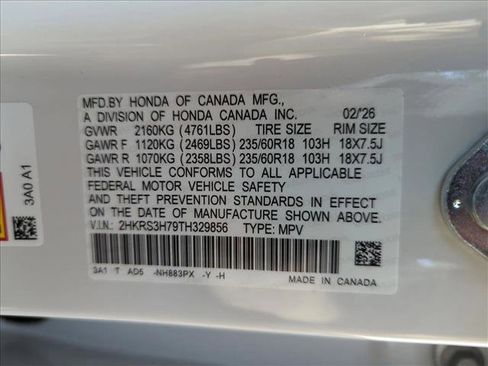 MFD.BY HONDA OF CANADA MFG.,
A DIVISION OF HONDA CANADA INC. 02/26
GVWR 2160KG (4761LBS) TIRE SIZE RIM SIZE
GAWR F 1120KG (2469LBS) 235/60R18 103H 18X7.5J
GAWR R 1070KG (2358LBS) 235/60R18 103H 18X7.5J
THIS VEHICLE CONFORMS TO ALL APPLICABLE
FEDERAL MOTOR VEHICLE SAFETY
AND THEFT PREVENTION STANDARDS IN EFFECT
ON THE DATE OF MANUFACTURE SHOWN ABOVE.
V.I.N.: 2HKRS3H79TH329856 TYPE: MPV
3A1 T AD5 -NH883PX -Y -H
MADE IN CANADA
3A0 A1